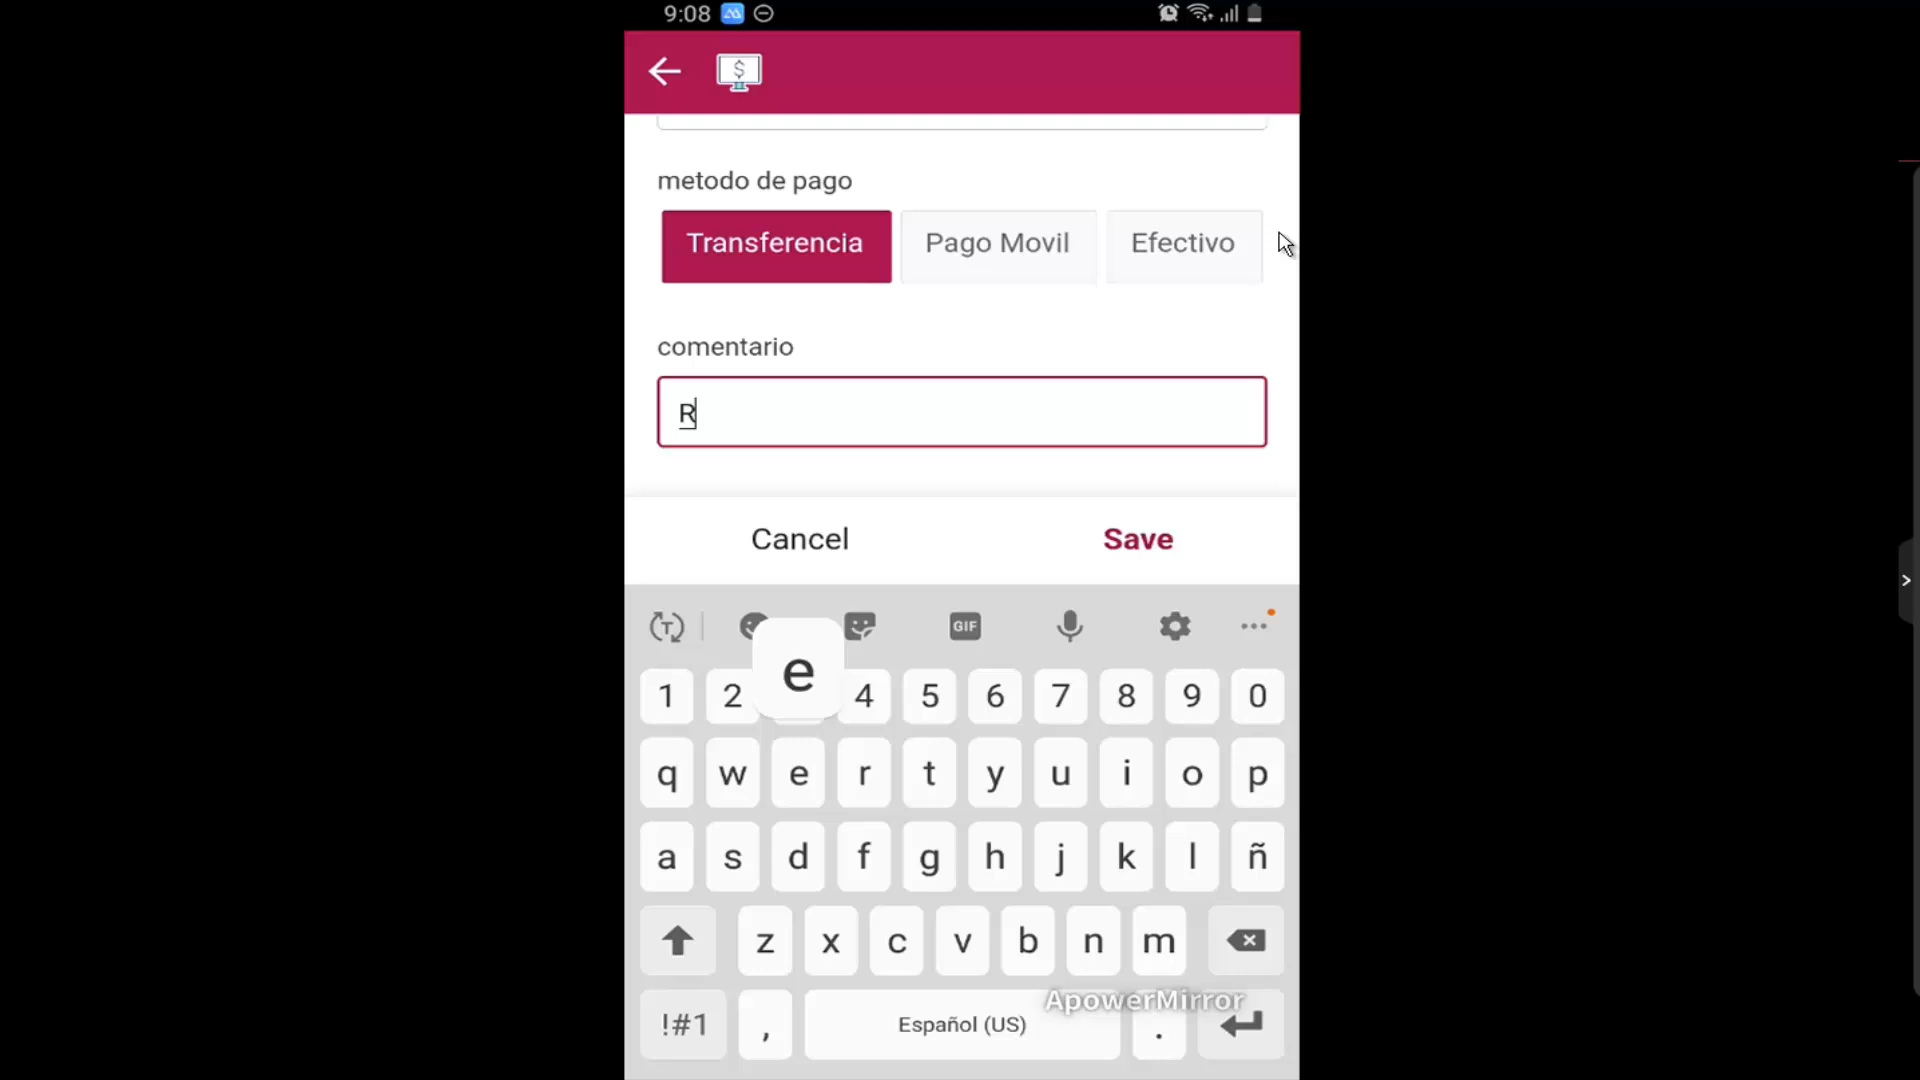 9:08
$
metodo de pago
Transferencia Pago Movil Efectivo
comentario
R
Cancel Save
T GIF ...
e
1 2 4 5 6 7 8 9 0
q w e r t y u i o p
a s d f g h j k l ñ
z x c v b n m
ApowerMirror
!#1 , Español (US) .